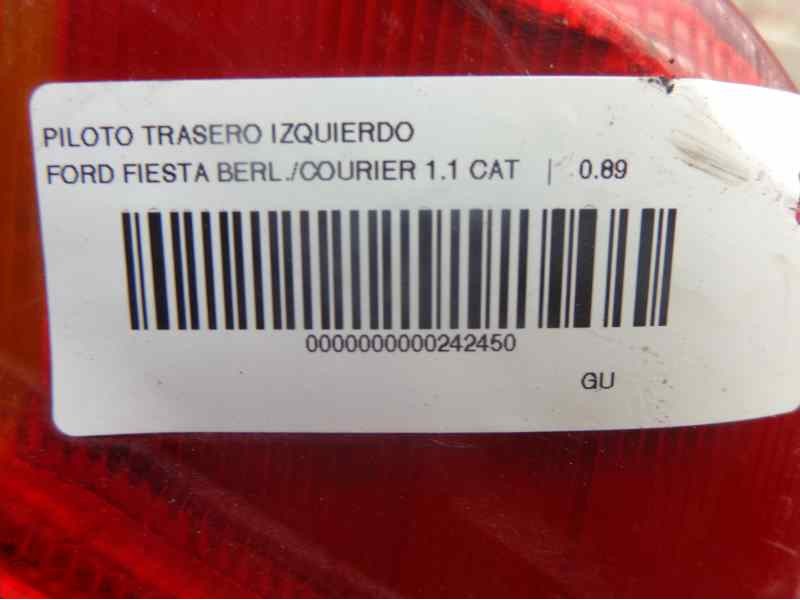 PILOTO TRASERO IZQUIERDO
FORD FIESTA BERL./COURIER 1.1 CAT | 0.89
0000000000242450
GU